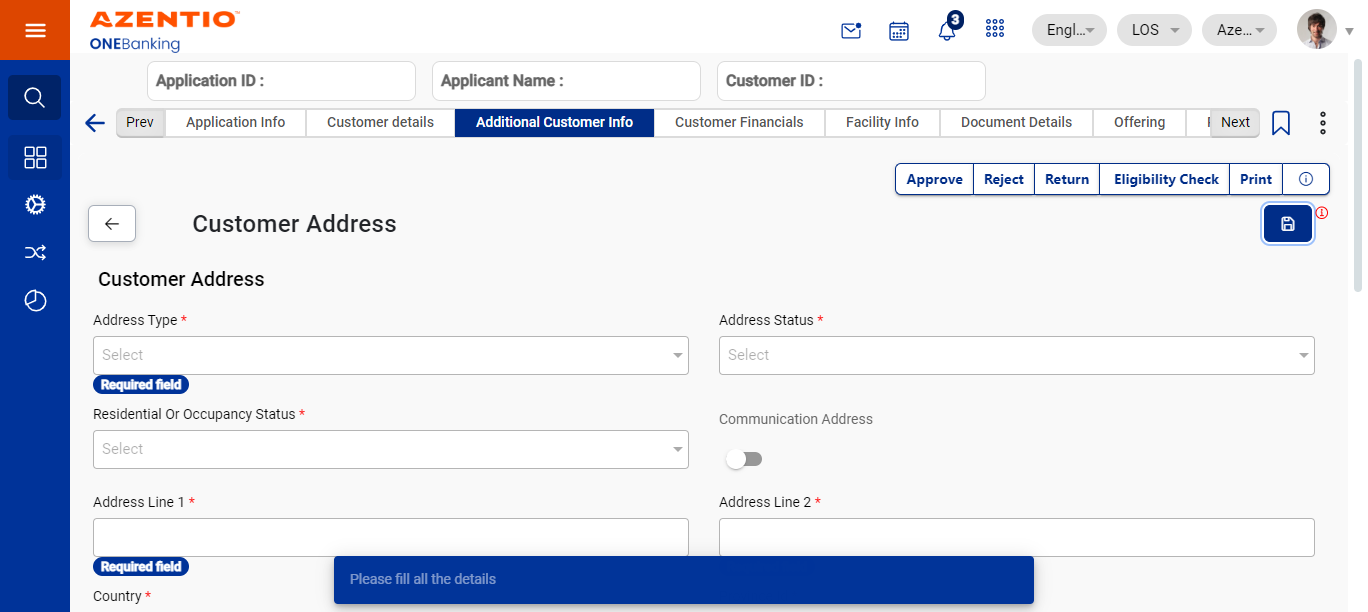 AZENTIO
ONEBanking
3
Engl...
LOS
Aze...
Application ID :
Applicant Name :
Customer ID :
Prev
Application Info
Customer details
Additional Customer Info
Customer Financials
Facility Info
Document Details
Offering
Next
Approve
Reject
Return
Eligibility Check
Print
Customer Address
Customer Address
Address Type *
Address Status *
Select
Select
Required field
Residential Or Occupancy Status *
Communication Address
Select
Address Line 1 *
Address Line 2 *
Required field
Please fill all the details
Country *